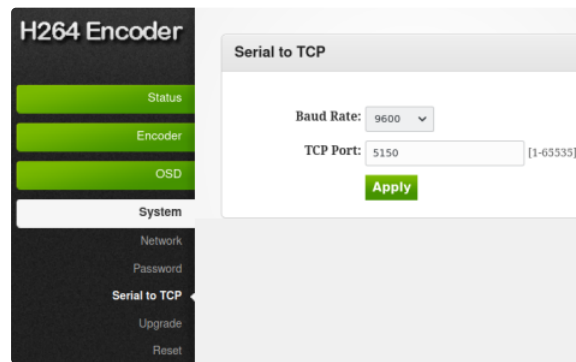 H264 Encoder
Status
Encoder
OSD
System
Network
Password
Serial to TCP
Upgrade
Reset
Serial to TCP
Baud Rate: 9600
TCP Port: 5150 [1-65535]
Apply